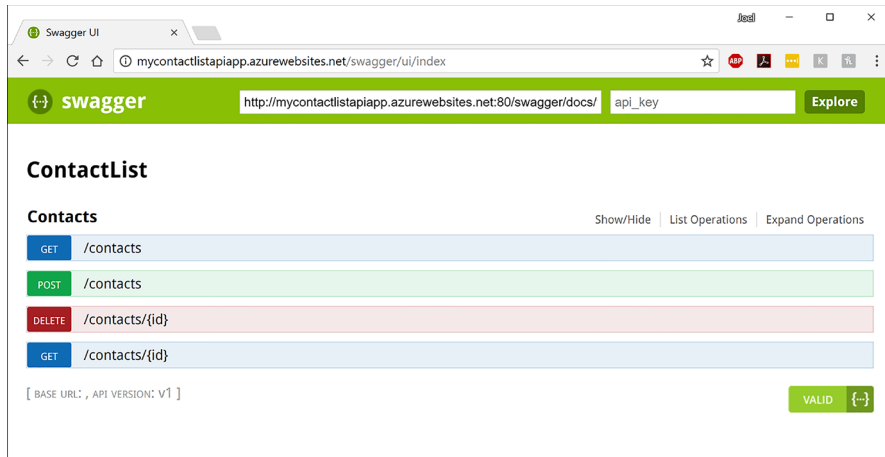 Joel
Swagger UI
mycontactlistapiapp.azurewebsites.net/swagger/ui/index
ABP
K
{···} swagger
http://mycontactlistapiapp.azurewebsites.net:80/swagger/docs/
api_key
Explore
ContactList
Contacts
Show/Hide
List Operations
Expand Operations
GET /contacts
POST /contacts
DELETE /contacts/{id}
GET /contacts/{id}
[ BASE URL: , API VERSION: V1 ]
VALID {···}